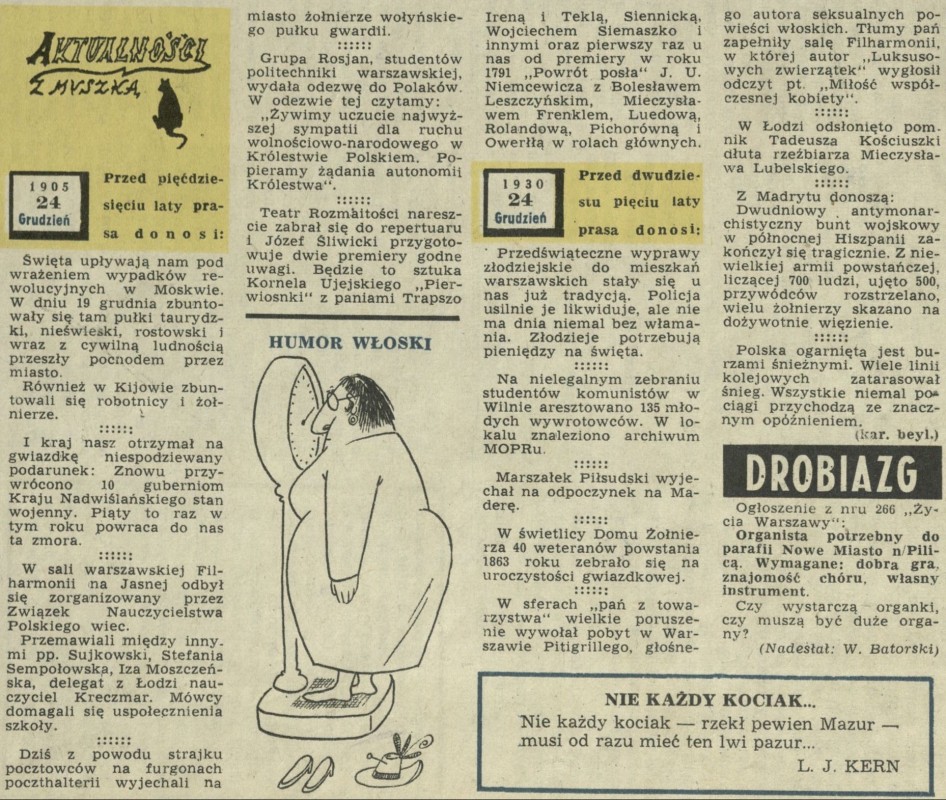 AKTUALNOŚCI
Z MYSZKĄ
1905
24
Grudzień
Przed pięćdzie-
sięciu laty pra-
sa donosi:
Święta upływają nam pod
wrażeniem wypadków re-
wolucyjnych w Moskwie.
W dniu 19 grudnia zbunto-
wały się tam pułki taurydz-
ki, nieświeski, rostowski i
wraz z cywilną ludnością
przeszły pochodem przez
miasto.
Również w Kijowie zbun-
towali się robotnicy i żoł-
nierze.
::::::
I kraj nasz otrzymał na
gwiazdkę niespodziewany
podarunek: Znowu przy-
wrócono 10 guberniom
Kraju Nadwiślańskiego stan
wojenny. Piąty to raz w
tym roku powraca do nas
ta zmora.
::::::
W sali warszawskiej Fil-
harmonii na Jasnej odbył
się zorganizowany przez
Związek Nauczycielstwa
Polskiego wiec.
Przemawiali między inny-
mi pp. Sujkowski, Stefania
Sempołowska, Iza Moszczeń-
ska, delegat z Łodzi nau-
czyciel Kreczmar. Mówcy
domagali się uspołecznienia
szkoły.
::::::
Dziś z powodu strajku
pocztowców na furgonach
poczthalterii wyjechali na
miasto żołnierze wołyńskie-
go pułku gwardii.
::::::
Grupa Rosjan, studentów
politechniki warszawskiej,
wydała odezwę do Polaków.
W odezwie tej czytamy:
„Żywimy uczucie najwyż-
szej sympatii dla ruchu
wolnościowo-narodowego w
Królestwie Polskiem. Po-
pieramy żądania autonomii
Królestwa“.
::::::
Teatr Rozmaitości naresz-
cie zabrał się do repertuaru
i Józef Śliwicki przygoto-
wuje dwie premiery godne
uwagi. Będzie to sztuka
Kornela Ujejskiego „Pier-
wiosnki“ z paniami Trapszo
HUMOR WŁOSKI
Ireną i Teklą, Siennicką,
Wojciechem Siemaszko i
innymi oraz pierwszy raz u
nas od premiery w roku
1791 „Powrót posła“ J. U.
Niemcewicza z Bolesławem
Leszczyńskim, Mieczysła-
wem Frenklem, Luedową,
Rolandową, Pichorówną i
Owerłłą w rolach głównych.
1930
24
Grudzień
Przed dwudzie-
stu pięciu laty
prasa donosi:
Przedświąteczne wyprawy
złodziejskie do mieszkań
warszawskich stały się u
nas już tradycją. Policja
usilnie je likwiduje, ale nie
ma dnia niemal bez włama-
nia. Złodzieje potrzebują
pieniędzy na święta.
::::::
Na nielegalnym zebraniu
studentów komunistów w
Wilnie aresztowano 135 mło-
dych wywrotowców. W lo-
kalu znaleziono archiwum
MOPRu.
::::::
Marszałek Piłsudski wyje-
chał na odpoczynek na Ma-
derę.
::::::
W świetlicy Domu Żołnie-
rza 40 weteranów powstania
1863 roku zebrało się na
uroczystości gwiazdkowej.
::::::
W sferach „pań z towa-
rzystwa“ wielkie porusze-
nie wywołał pobyt w War-
szawie Pitigrillego, głośne-
go autora seksualnych po-
wieści włoskich. Tłumy pań
zapełniły salę Filharmonii,
w której autor „Luksuso-
wych zwierzątek“ wygłosił
odczyt pt. „Miłość współ-
czesnej kobiety“.
::::::
W Łodzi odsłonięto pom-
nik Tadeusza Kościuszki
dłuta rzeźbiarza Mieczysła-
wa Lubelskiego.
::::::
Z Madrytu donoszą:
Dwudniowy antymonar-
chistyczny bunt wojskowy
w północnej Hiszpanii za-
kończył się tragicznie. Z nie-
wielkiej armii powstańczej,
liczącej 700 ludzi, ujęto 500,
przywódców rozstrzelano,
wielu żołnierzy skazano na
dożywotnie więzienie.
::::::
Polska ogarnięta jest bu-
rzami śnieżnymi. Wiele linii
kolejowych zatarasował
śnieg. Wszystkie niemal po-
ciągi przychodzą ze znacz-
nym opóźnieniem.
(kar. beyl.)
DROBIAZG
Ogłoszenie z nru 266 „Ży-
cia Warszawy“:
Organista potrzebny do
parafii Nowe Miasto n/Pili-
cą. Wymagane: dobra gra,
znajomość chóru, własny
instrument.
Czy wystarczą organki,
czy muszą być duże orga-
ny?
(Nadesłał: W. Batorski)
NIE KAŻDY KOCIAK...
Nie każdy kociak — rzekł pewien Mazur —
musi od razu mieć ten lwi pazur...
L. J. KERN